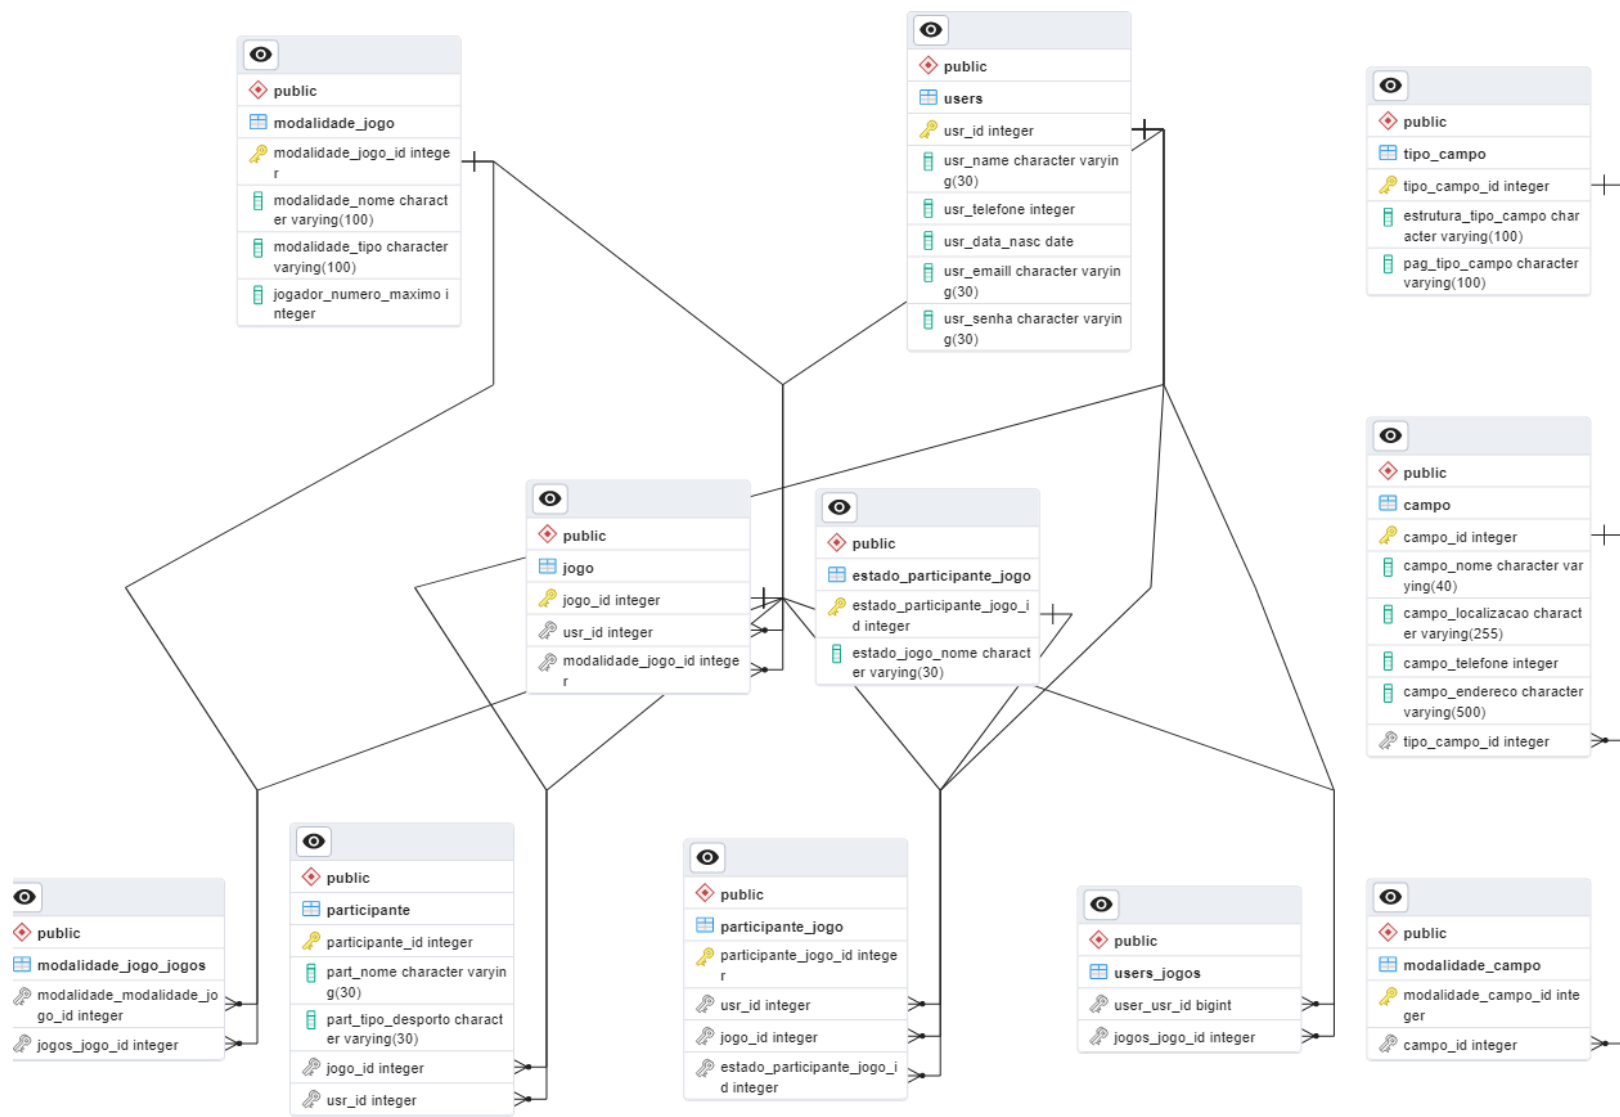 public
modalidade_jogo
modalidade_jogo_id intege
r
modalidade_nome charact
er varying(100)
modalidade_tipo character
varying(100)
jogador_numero_maximo i
nteger
public
users
usr_id integer
usr_name character varyin
g(30)
usr_telefone integer
usr_data_nasc date
usr_emaill character varyin
g(30)
usr_senha character varyin
g(30)
public
tipo_campo
tipo_campo_id integer
estrutura_tipo_campo char
acter varying(100)
pag_tipo_campo character
varying(100)
public
jogo
jogo_id integer
usr_id integer
modalidade_jogo_id intege
r
public
estado_participante_jogo
estado_participante_jogo_i
d integer
estado_jogo_nome charact
er varying(30)
public
campo
campo_id integer
campo_nome character var
ying(40)
campo_localizacao charact
er varying(255)
campo_telefone integer
campo_endereco character
varying(500)
tipo_campo_id integer
public
modalidade_jogo_jogos
modalidade_modalidade_jo
go_id integer
jogos_jogo_id integer
public
participante
participante_id integer
part_nome character varyin
g(30)
part_tipo_desporto charact
er varying(30)
jogo_id integer
usr_id integer
public
participante_jogo
participante_jogo_id intege
r
usr_id integer
jogo_id integer
estado_participante_jogo_i
d integer
public
users_jogos
user_usr_id bigint
jogos_jogo_id integer
public
modalidade_campo
modalidade_campo_id inte
ger
campo_id integer